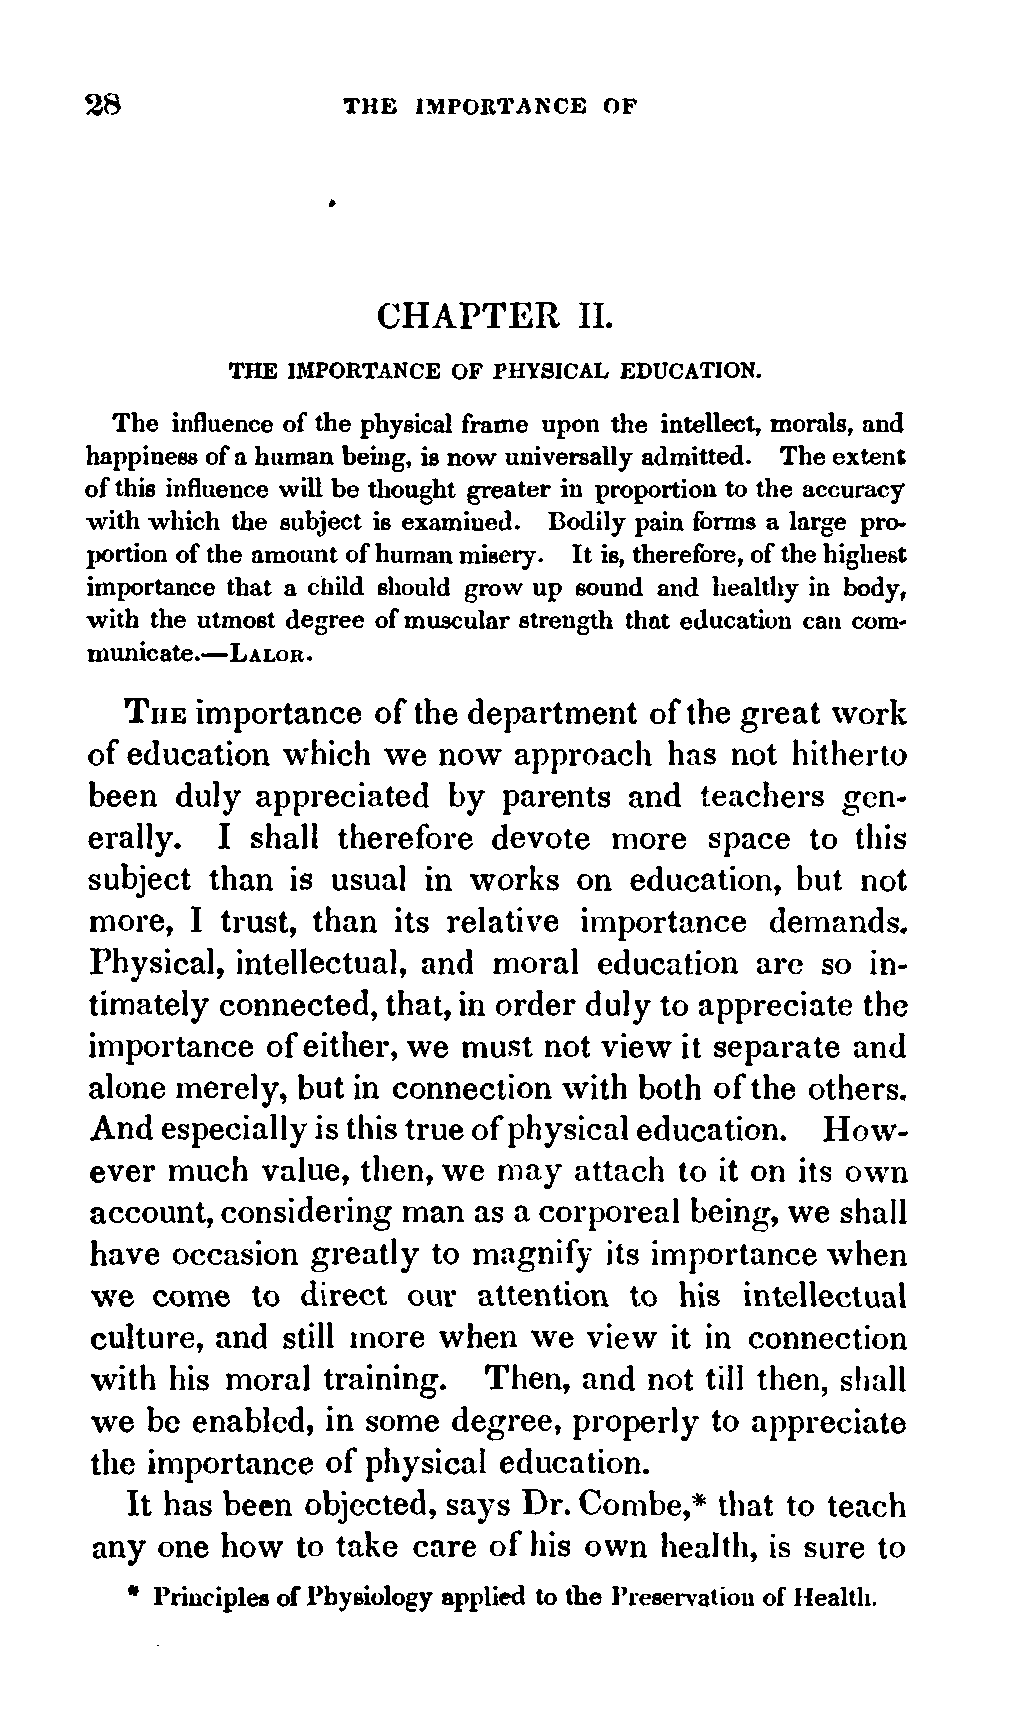 28 THE IMPORTANCE OF
CHAPTER II.
THE IMPORTANCE OF PHYSICAL EDUCATION.
The influence of the physical frame upon the intellect, morals, and
happiness of a human being, is now universally admitted. The extent
of this influence will be thought greater in proportion to the accuracy
with which the subject is examined. Bodily pain forms a large pro-
portion of the amount of human misery. It is, therefore, of the highest
importance that a child should grow up sound and healthy in body,
with the utmost degree of muscular strength that education can com-
municate.—LALOR.
THE importance of the department of the great work
of education which we now approach has not hitherto
been duly appreciated by parents and teachers gen-
erally. I shall therefore devote more space to this
subject than is usual in works on education, but not
more, I trust, than its relative importance demands.
Physical, intellectual, and moral education are so in-
timately connected, that, in order duly to appreciate the
importance of either, we must not view it separate and
alone merely, but in connection with both of the others.
And especially is this true of physical education. How-
ever much value, then, we may attach to it on its own
account, considering man as a corporeal being, we shall
have occasion greatly to magnify its importance when
we come to direct our attention to his intellectual
culture, and still more when we view it in connection
with his moral training. Then, and not till then, shall
we be enabled, in some degree, properly to appreciate
the importance of physical education.
It has been objected, says Dr. Combe,* that to teach
any one how to take care of his own health, is sure to
* Principles of Physiology applied to the Preservation of Health.